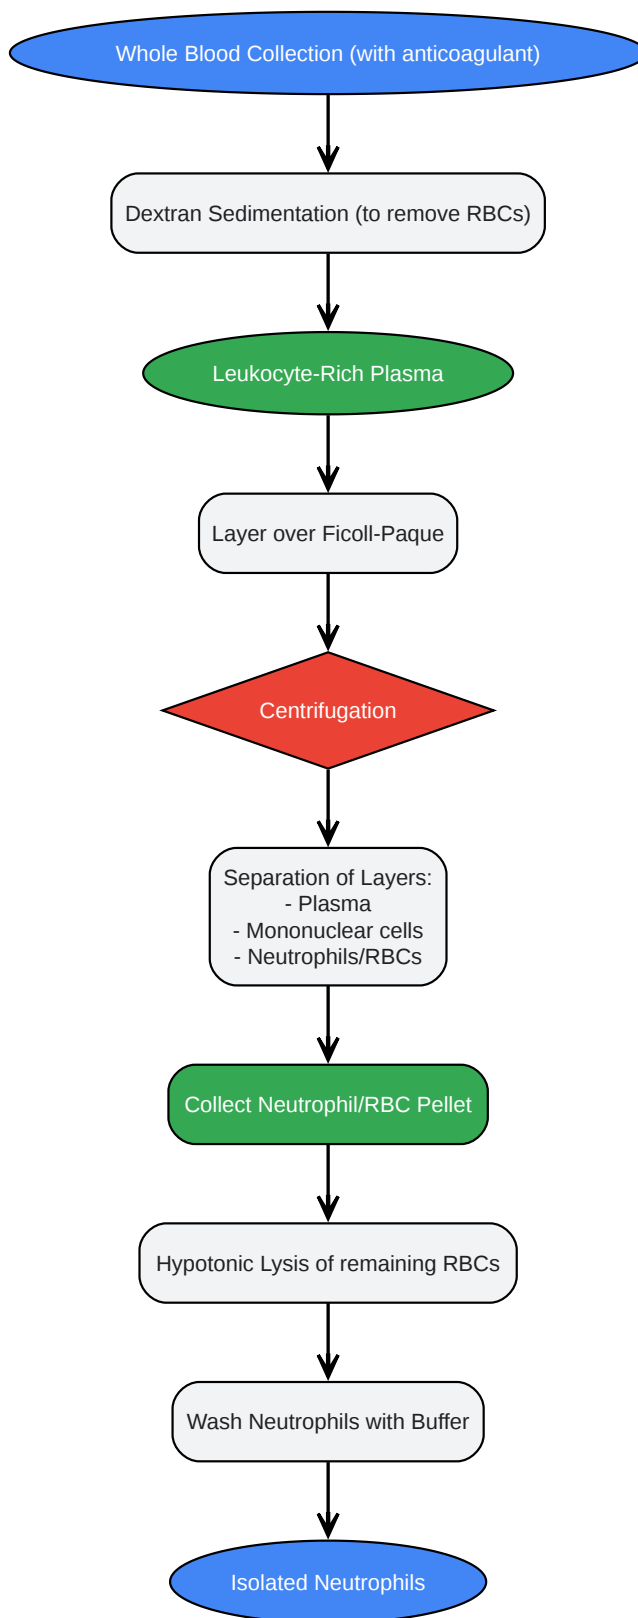 Whole Blood Collection (with anticoagulant)
Dextran Sedimentation (to remove RBCs)
Leukocyte-Rich Plasma
Layer over Ficoll-Paque
Centrifugation
Separation of Layers:
- Plasma
- Mononuclear cells
- Neutrophils/RBCs
Collect Neutrophil/RBC Pellet
Hypotonic Lysis of remaining RBCs
Wash Neutrophils with Buffer
Isolated Neutrophils